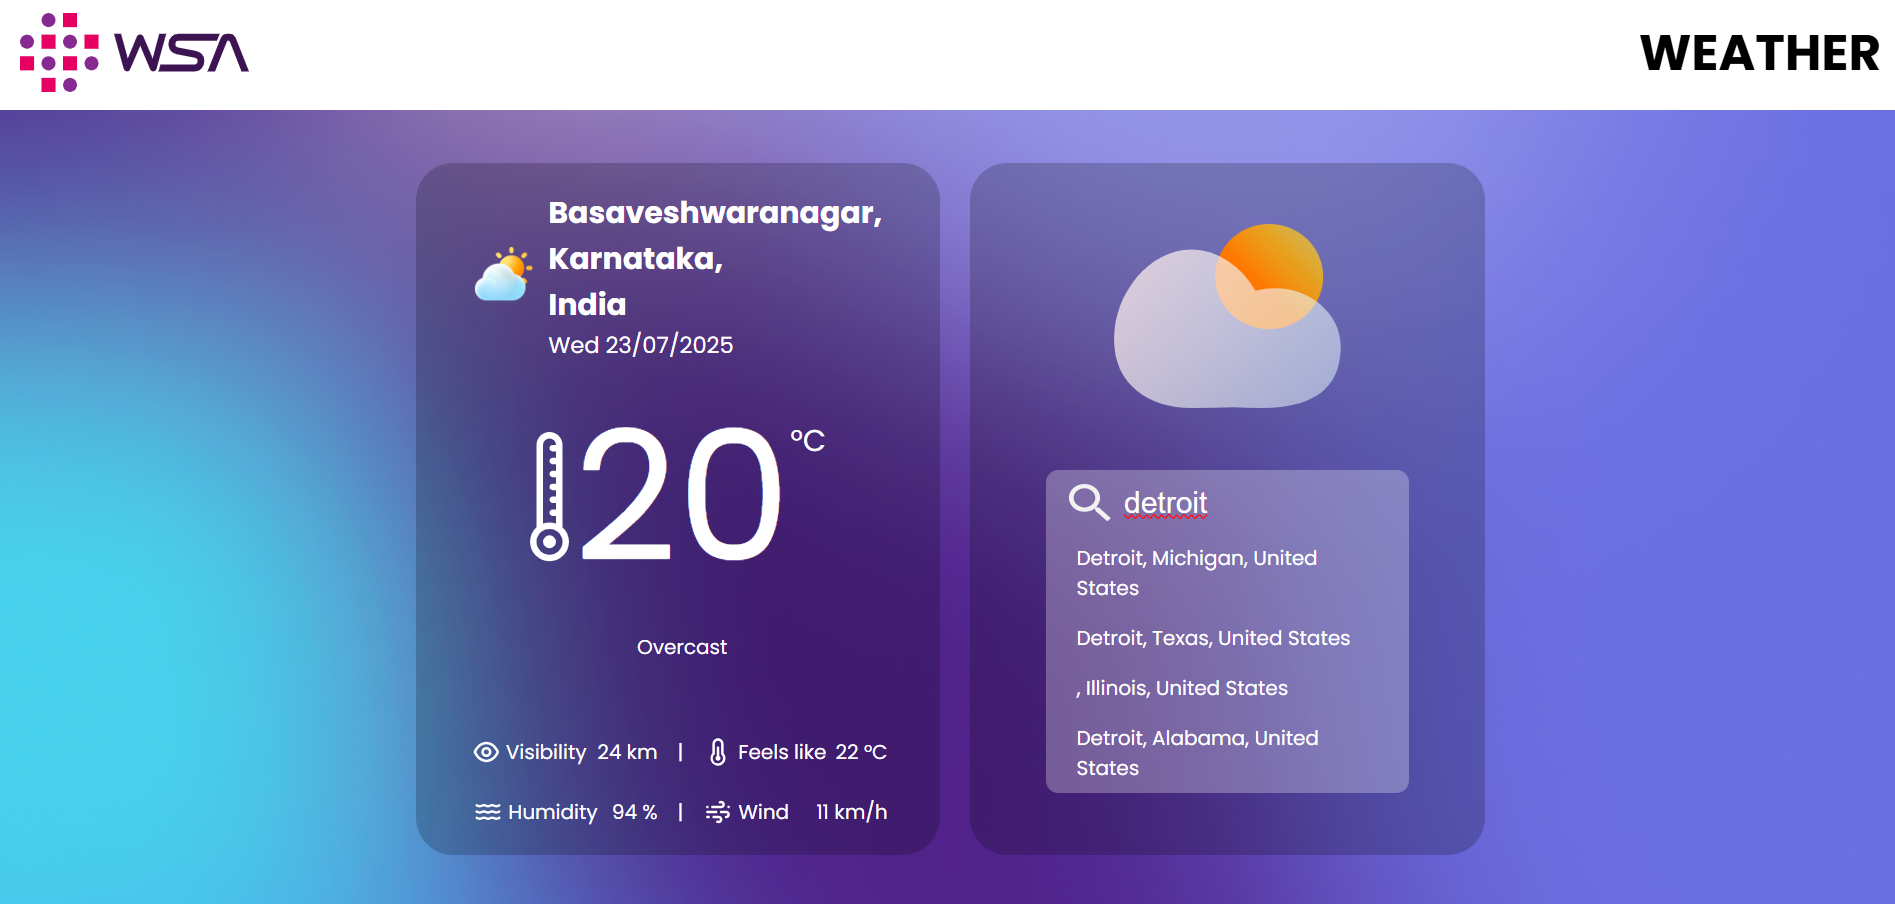 WSA
WEATHER
Basaveshwaranagar,
Karnataka,
India
Wed 23/07/2025
20 °C
Overcast
Visibility 24 km | Feels like 22 °C
Humidity 94 % | Wind 11 km/h
detroit
Detroit, Michigan, United
States
Detroit, Texas, United States
, Illinois, United States
Detroit, Alabama, United
States